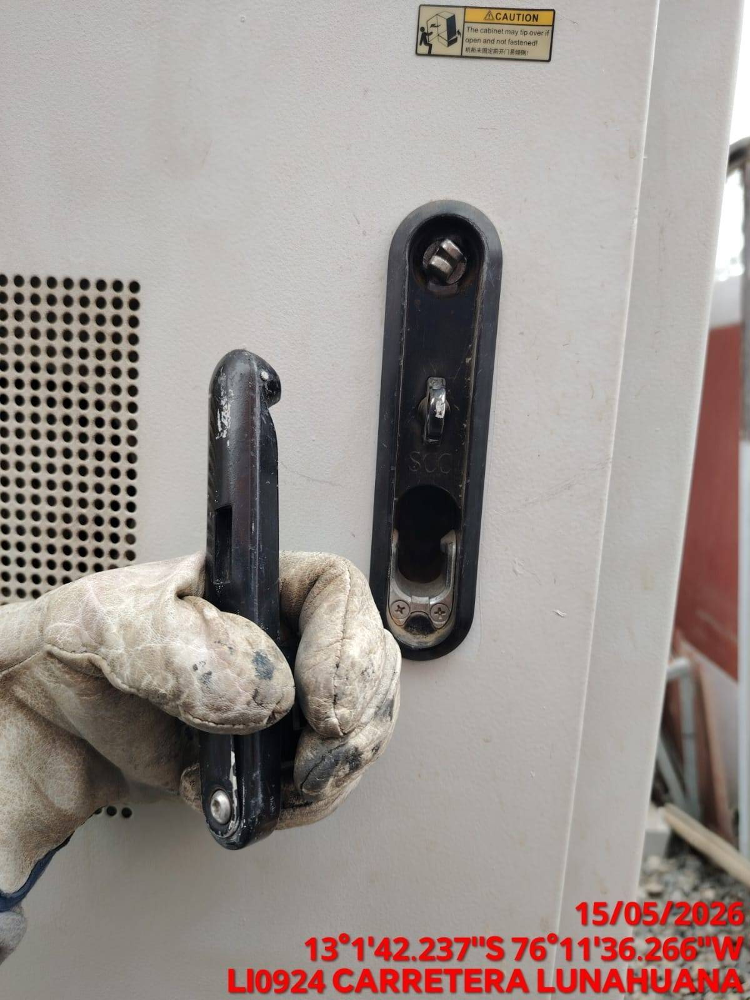 CAUTION
The cabinet may tip over if
open and not fastened!
机柜未固定前开门易倾倒!
SCC
15/05/2026
13°1'42.237"S 76°11'36.266"W
LI0924 CARRETERA LUNAHUANA